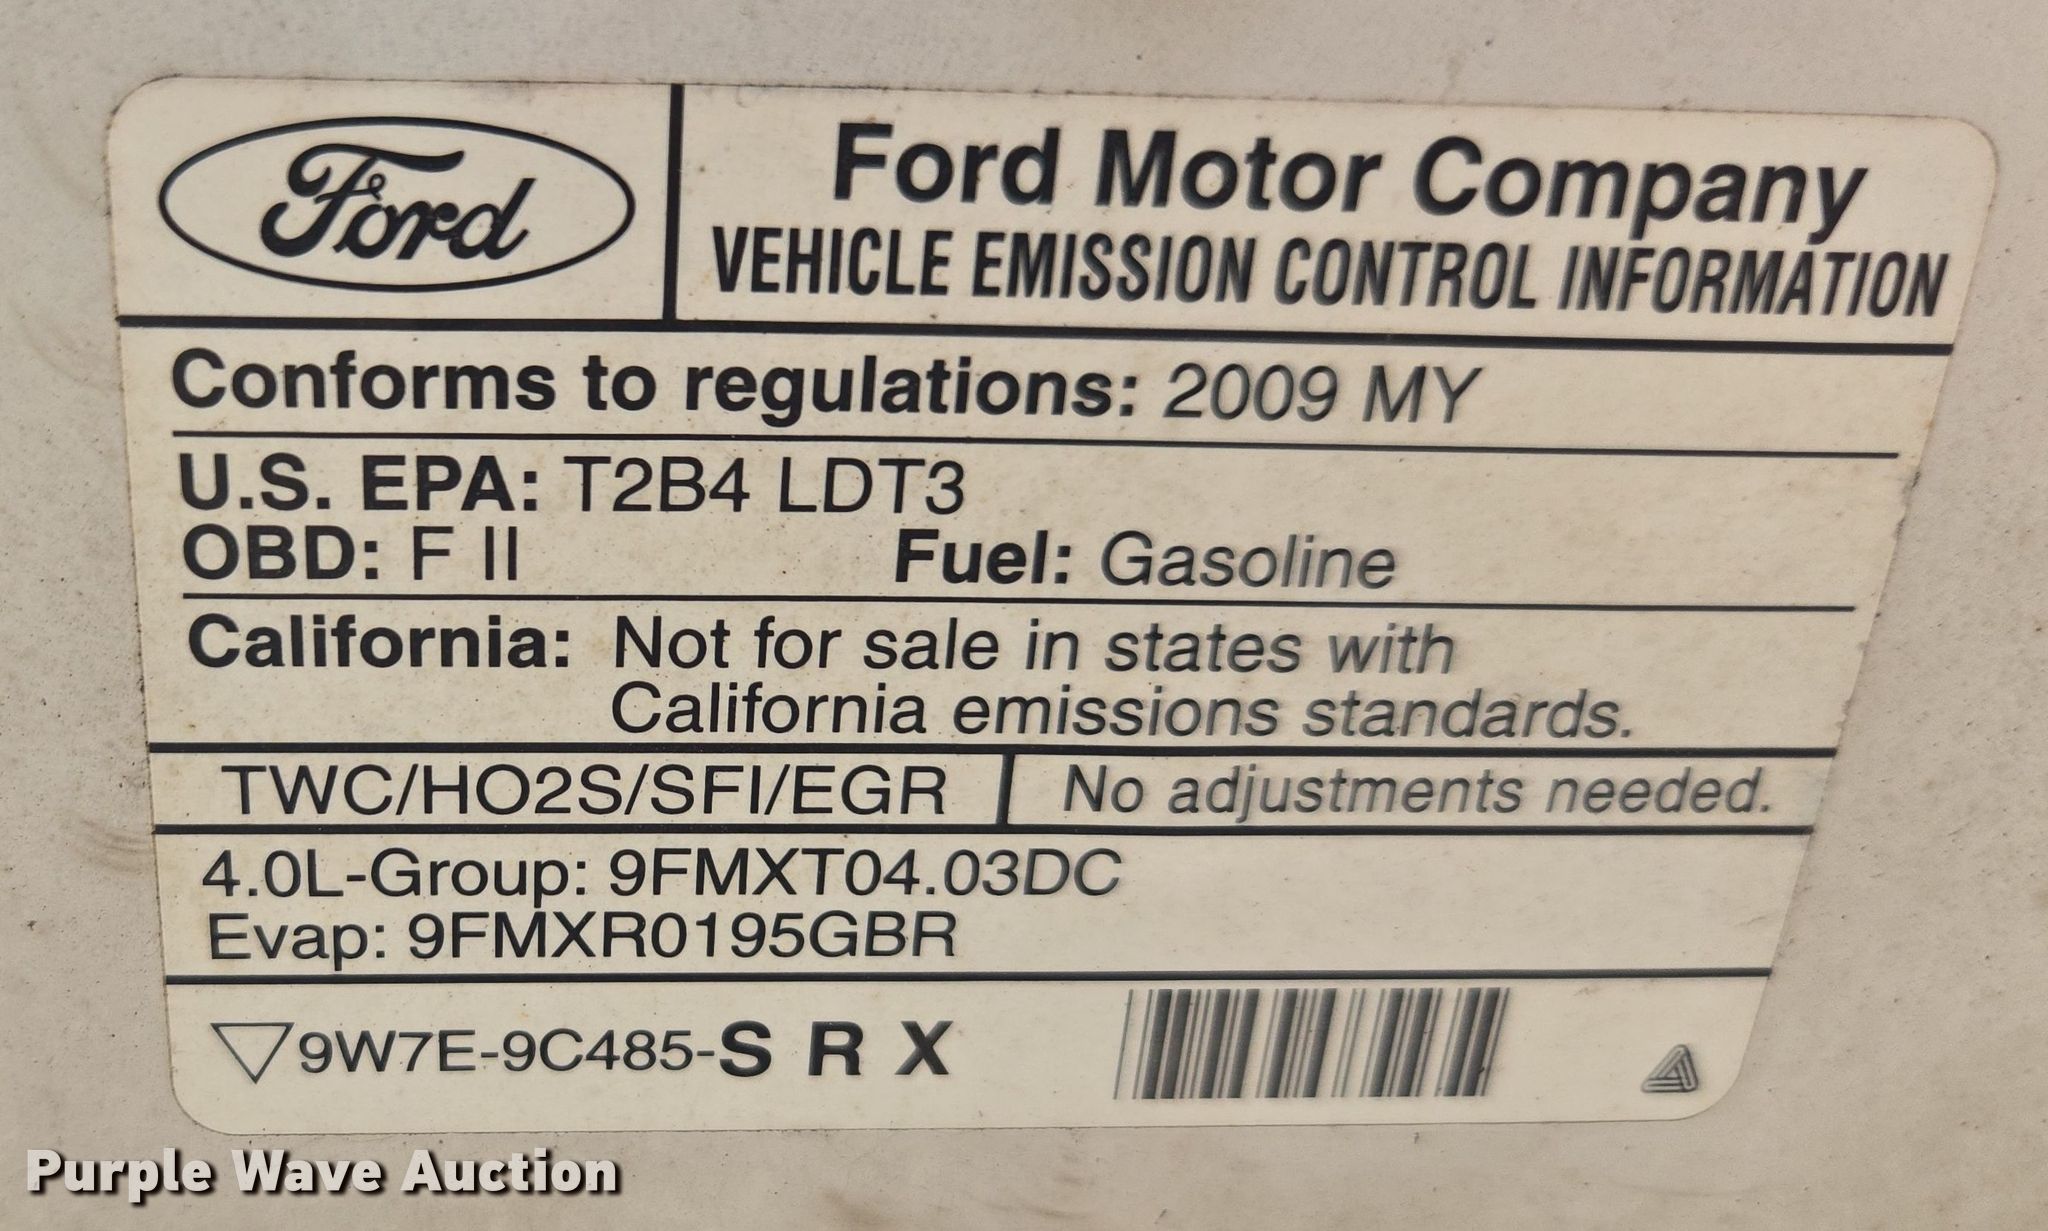 Ford
Ford Motor Company
VEHICLE EMISSION CONTROL INFORMATION
Conforms to regulations: 2009 MY
U.S. EPA: T2B4 LDT3
OBD: F II Fuel: Gasoline
California: Not for sale in states with
California emissions standards.
TWC/HO2S/SFI/EGR No adjustments needed.
4.0L-Group: 9FMXT04.03DC
Evap: 9FMXR0195GBR
9W7E-9C485-S R X
Purple Wave Auction